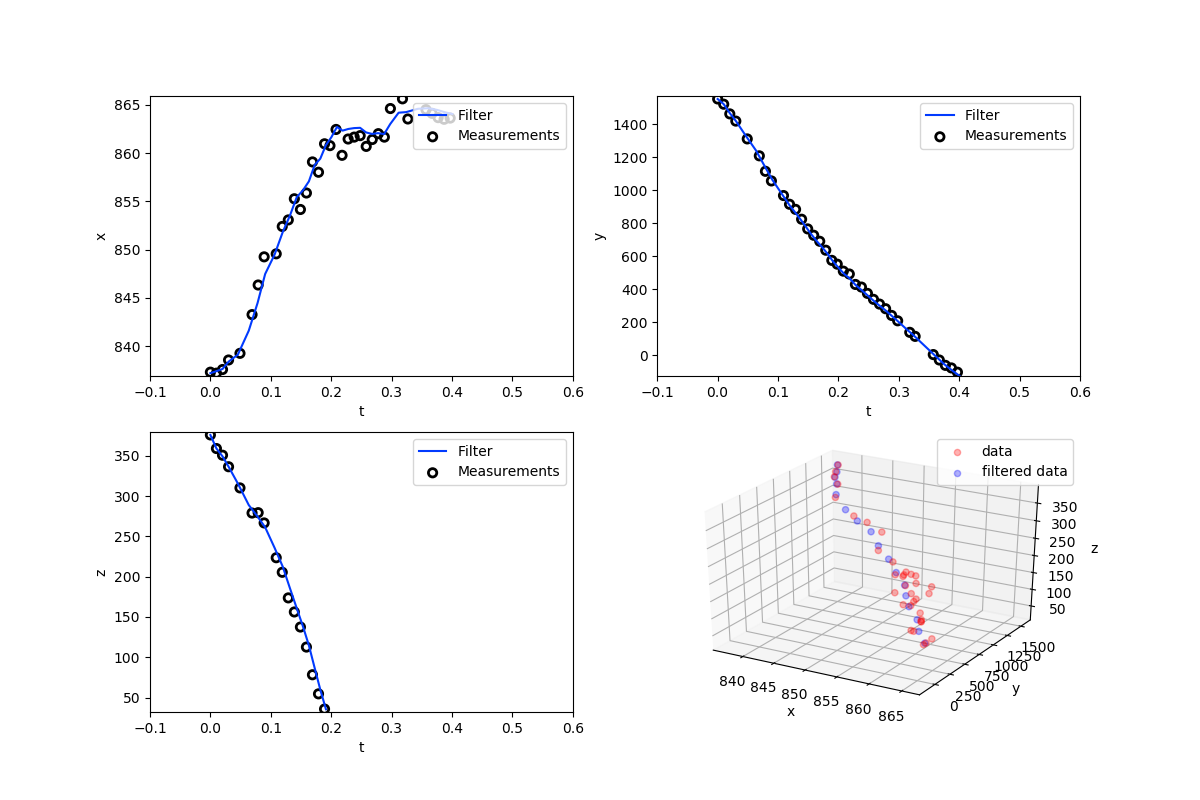 865
860
855
850
845
840
x
Filter
Measurements
−0.1 0.0 0.1 0.2 0.3 0.4 0.5 0.6
t
1400
1200
1000
800
600
400
200
0
y
Filter
Measurements
−0.1 0.0 0.1 0.2 0.3 0.4 0.5 0.6
t
350
300
250
200
150
100
50
z
Filter
Measurements
−0.1 0.0 0.1 0.2 0.3 0.4 0.5 0.6
t
data
filtered data
350
300
250
200
150
100
50
z
1500
1250
1000
750
500
250
0
y
840 845 850 855 860 865
x